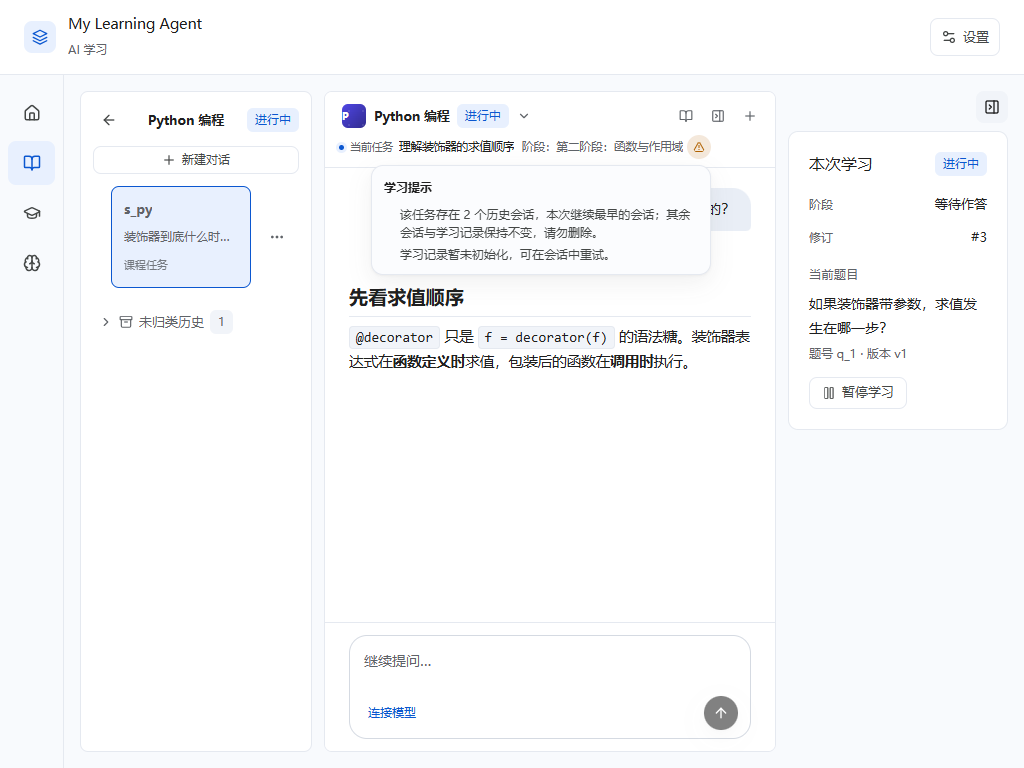 My Learning Agent
AI 学习
设置
Python 编程
进行中
新建对话
s_py
装饰器到底什么时...
课程任务
未归类历史 1
P
Python 编程 进行中
当前任务 理解装饰器的求值顺序 阶段：第二阶段：函数与作用域
学习提示
该任务存在 2 个历史会话，本次继续最早的会话；其余
会话与学习记录保持不变，请勿删除。
学习记录暂未初始化，可在会话中重试。
的？
先看求值顺序
@decorator 只是 f = decorator(f) 的语法糖。装饰器表
达式在函数定义时求值，包装后的函数在调用时执行。
继续提问...
连接模型
本次学习 进行中
阶段 等待作答
修订 #3
当前题目
如果装饰器带参数，求值发
生在哪一步？
题号 q_1 · 版本 v1
暂停学习